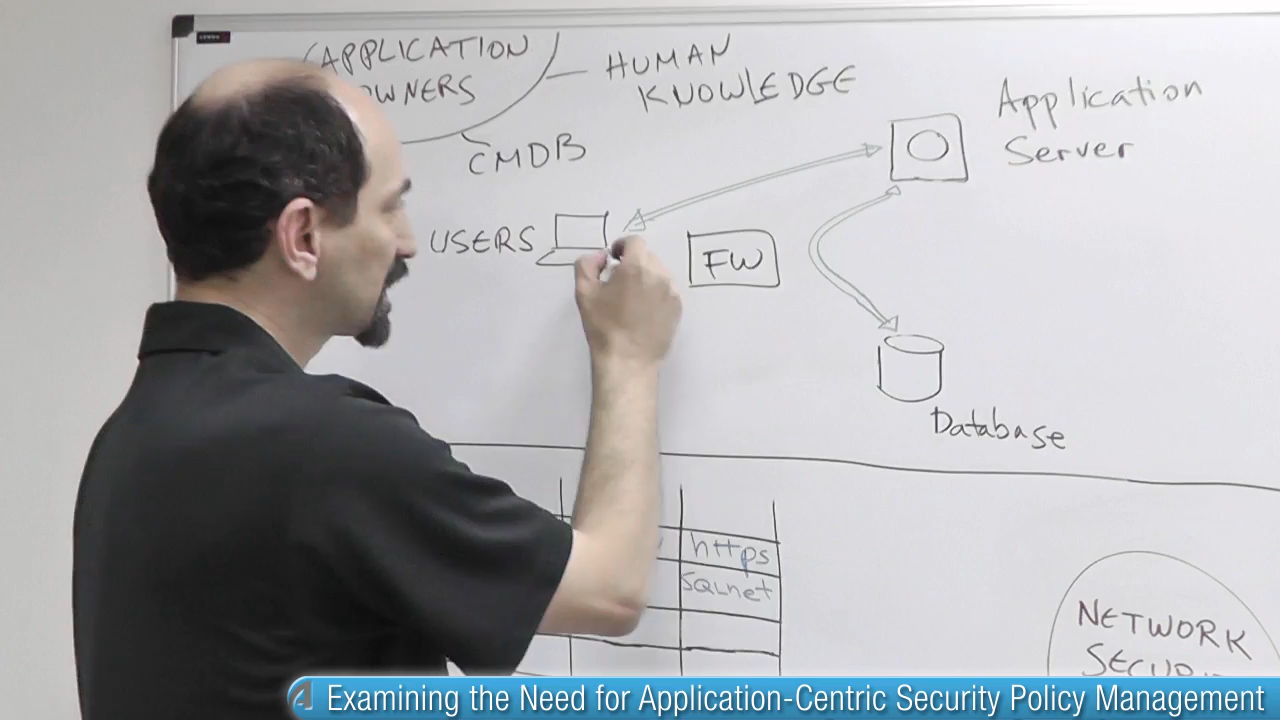 (APPLICATION
OWNERS
HUMAN
KNOWLEDGE
CMDB
Application
Server
USERS
FW
Database
https
SQLnet
NETWORK
Examining the Need for Application-Centric Security Policy Management